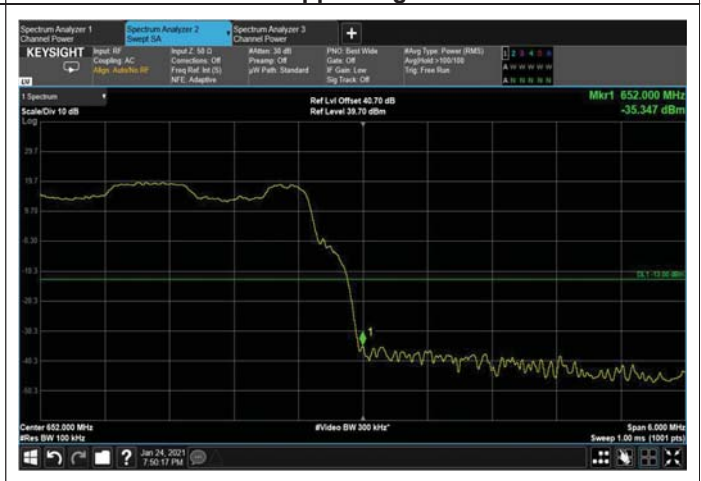 Spectrum Analyzer 1
Channel Power
Spectrum Analyzer 2
Swept SA
Spectrum Analyzer 3
Channel Power
+
KEYSIGHT
Input: RF
Coupling: AC
Align: Auto/No RF
Input Z: 50 Ω
Corrections: Off
Freq Ref: Int (S)
NFE: Adaptive
#Atten: 30 dB
Preamp: Off
µW Path: Standard
PNO: Best Wide
Gate: Off
IF Gain: Low
Sig Track: Off
#Avg Type: Power (RMS)
Avg|Hold:>100/100
Trig: Free Run
1 2 3 4 5 6
A W W W W W
A N N N N N
LVI
1 Spectrum
Scale/Div 10 dB
Log
Ref Lvl Offset 40.70 dB
Ref Level 39.70 dBm
Mkr1 652.000 MHz
-35.347 dBm
29.7
19.7
9.70
-0.30
-10.3
DL1 -13.00 dBm
-20.3
-30.3
1
-40.3
-50.3
Center 652.000 MHz
#Res BW 100 kHz
#Video BW 300 kHz*
Span 6.000 MHz
Sweep 1.00 ms (1001 pts)
?
Jan 24, 2021
7:50:17 PM